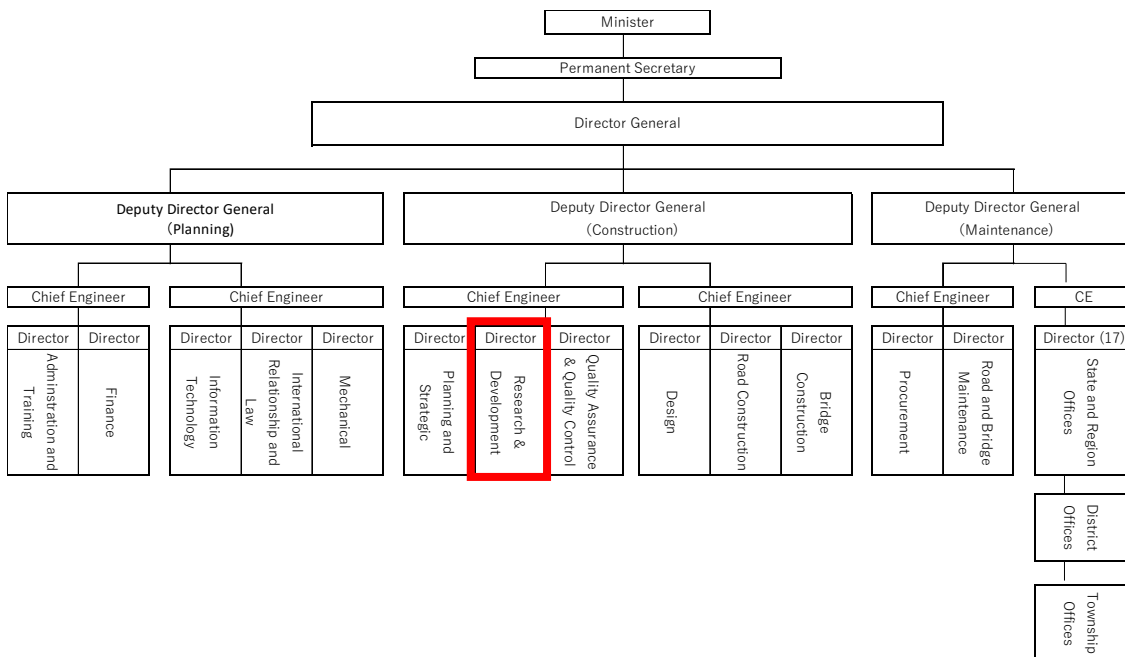 Minister
Permanent Secretary
Director General
Deputy Director General
(Planning)
Deputy Director General
(Construction)
Deputy Director General
(Maintenance)
Chief Engineer
Chief Engineer
Chief Engineer
Chief Engineer
Chief Engineer
CE
Director
Director
Director
Director
Director
Director
Director
Director
Director
Director
Director
Director
Director
Director (17)
Adminstration and
Training
Finance
Information
Technology
International
Relationship and
Law
Mechanical
Planning and
Strategic
Research &
Development
Quality Assurance
& Quality Control
Design
Road Construction
Bridge
Construction
Procurement
Road and Bridge
Maintenance
State and Region
Offices
District
Offices
Township
Offices